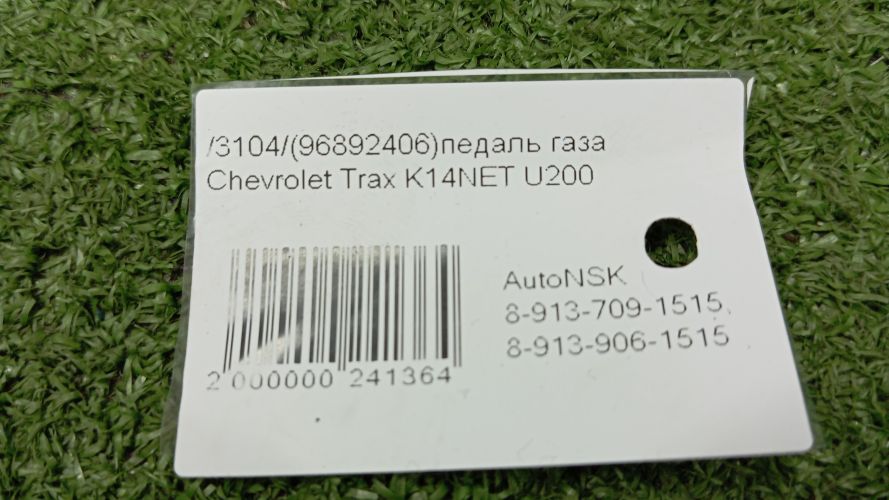 /3104/(96892406)педаль газа
Chevrolet Trax K14NET U200
AutoNSK
8-913-709-1515,
8-913-906-1515
2 000000 241364